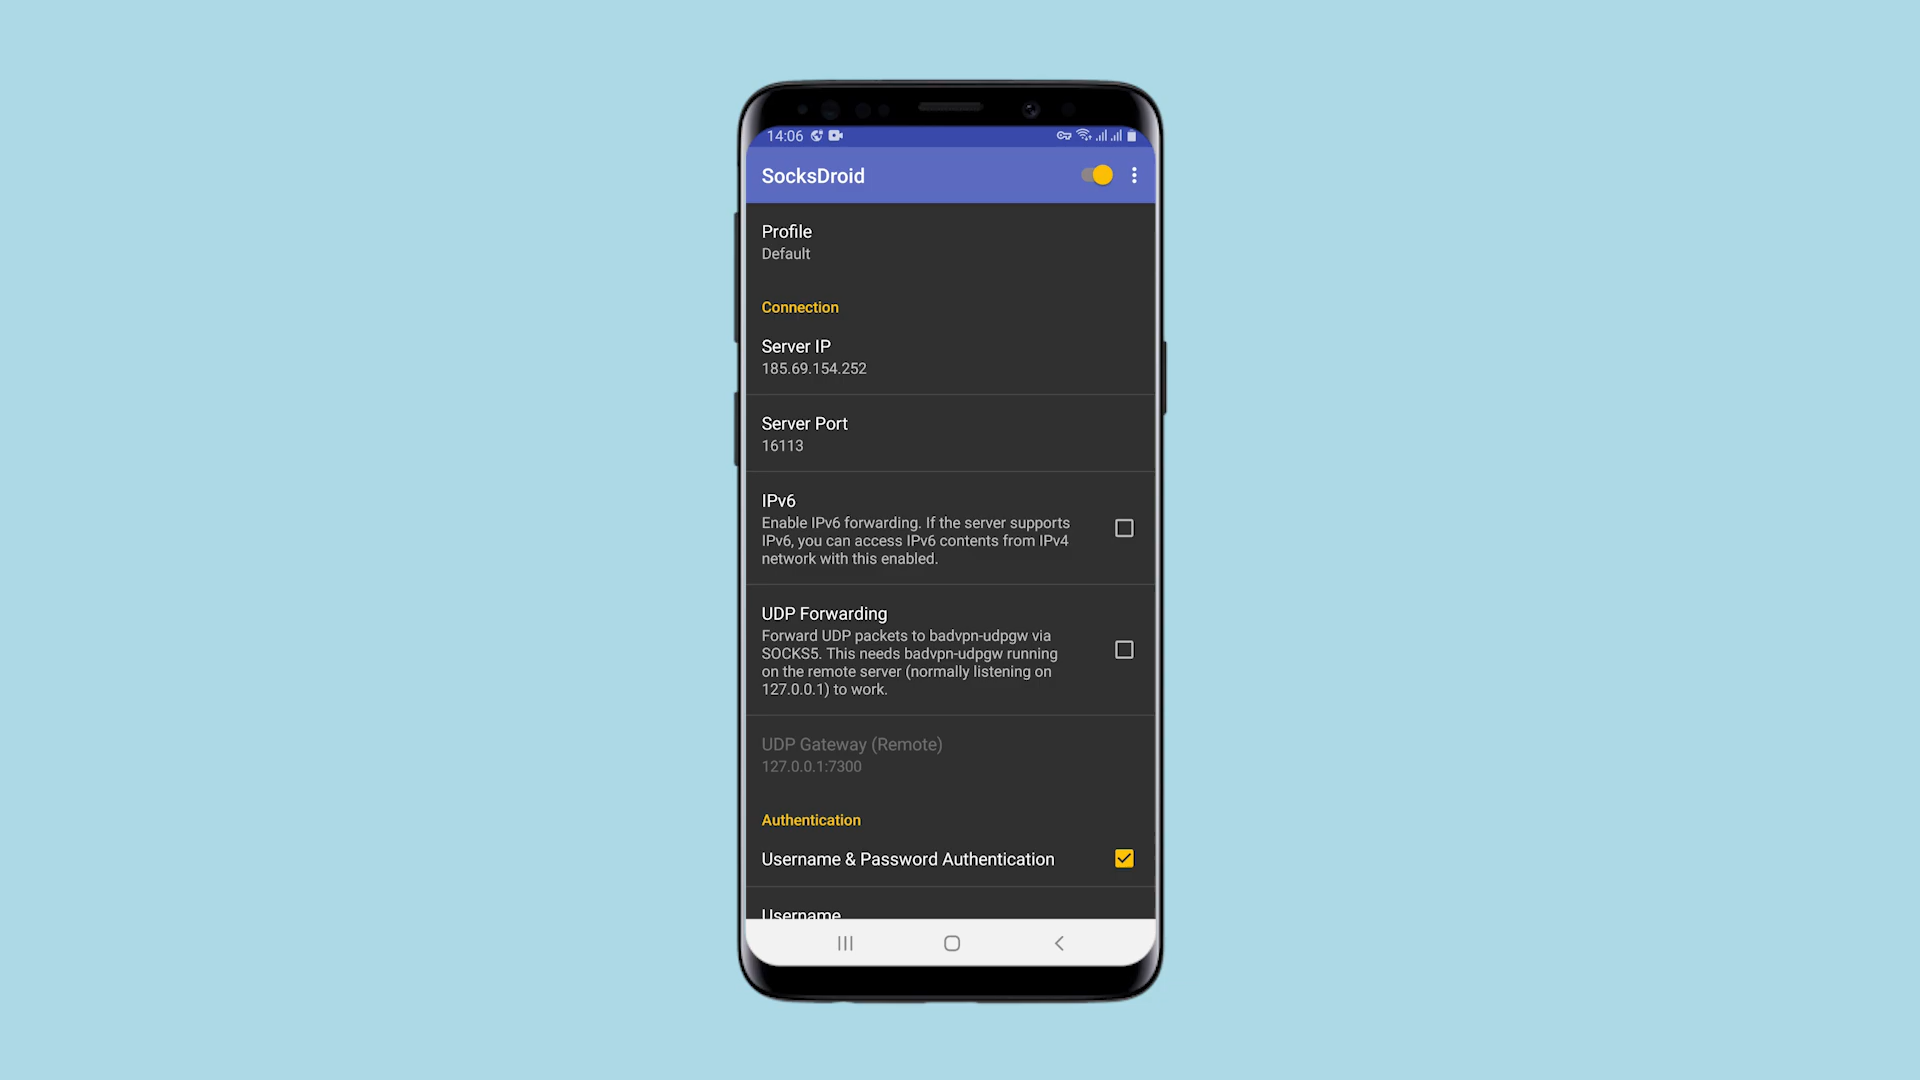 14:06
SocksDroid
Profile
Default
Connection
Server IP
185.69.154.252
Server Port
16113
IPv6
Enable IPv6 forwarding. If the server supports
IPv6, you can access IPv6 contents from IPv4
network with this enabled.
UDP Forwarding
Forward UDP packets to badvpn-udpgw via
SOCKS5. This needs badvpn-udpgw running
on the remote server (normally listening on
127.0.0.1) to work.
UDP Gateway (Remote)
127.0.0.1:7300
Authentication
Username & Password Authentication
Username